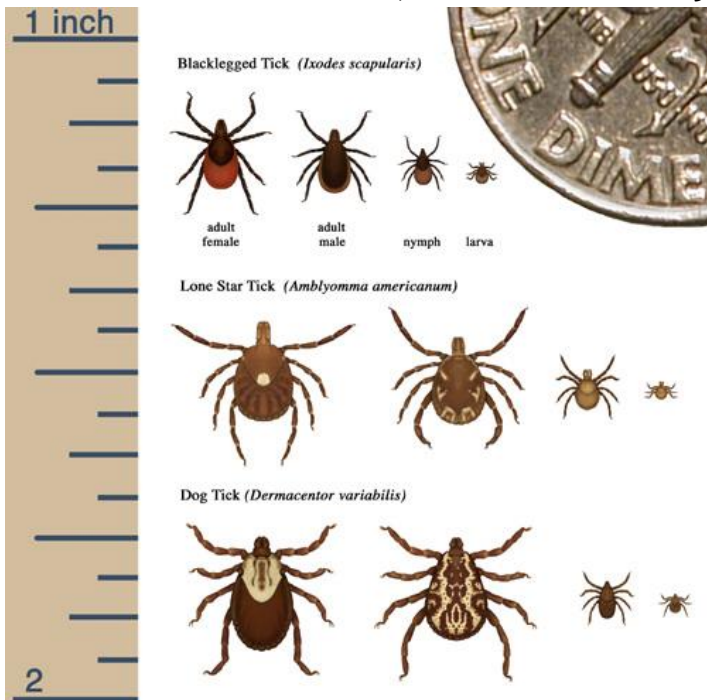 1 inch
Blacklegged Tick (Ixodes scapularis)
ONE DIME
adult female
adult male
nymph
larva
Lone Star Tick (Amblyomma americanum)
Dog Tick (Dermacentor variabilis)
2